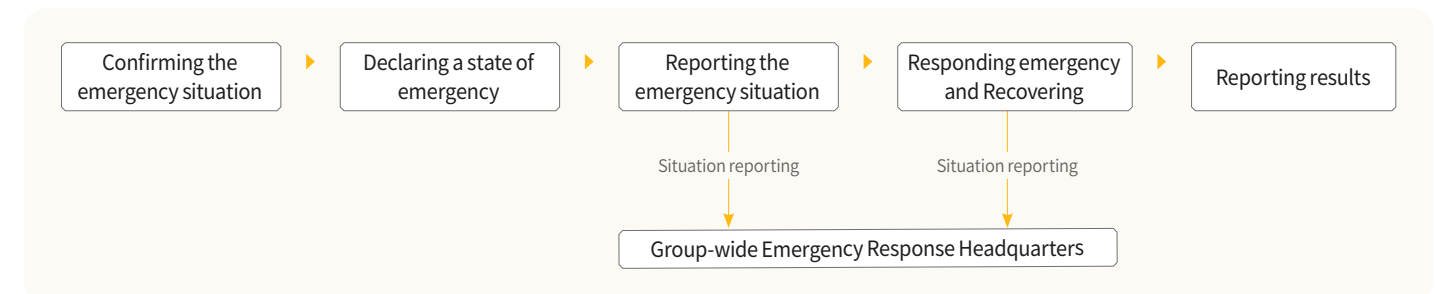 Confirming the
emergency situation
Declaring a state of
emergency
Reporting the
emergency situation
Responding emergency
and Recovering
Reporting results
Situation reporting
Situation reporting
Group-wide Emergency Response Headquarters